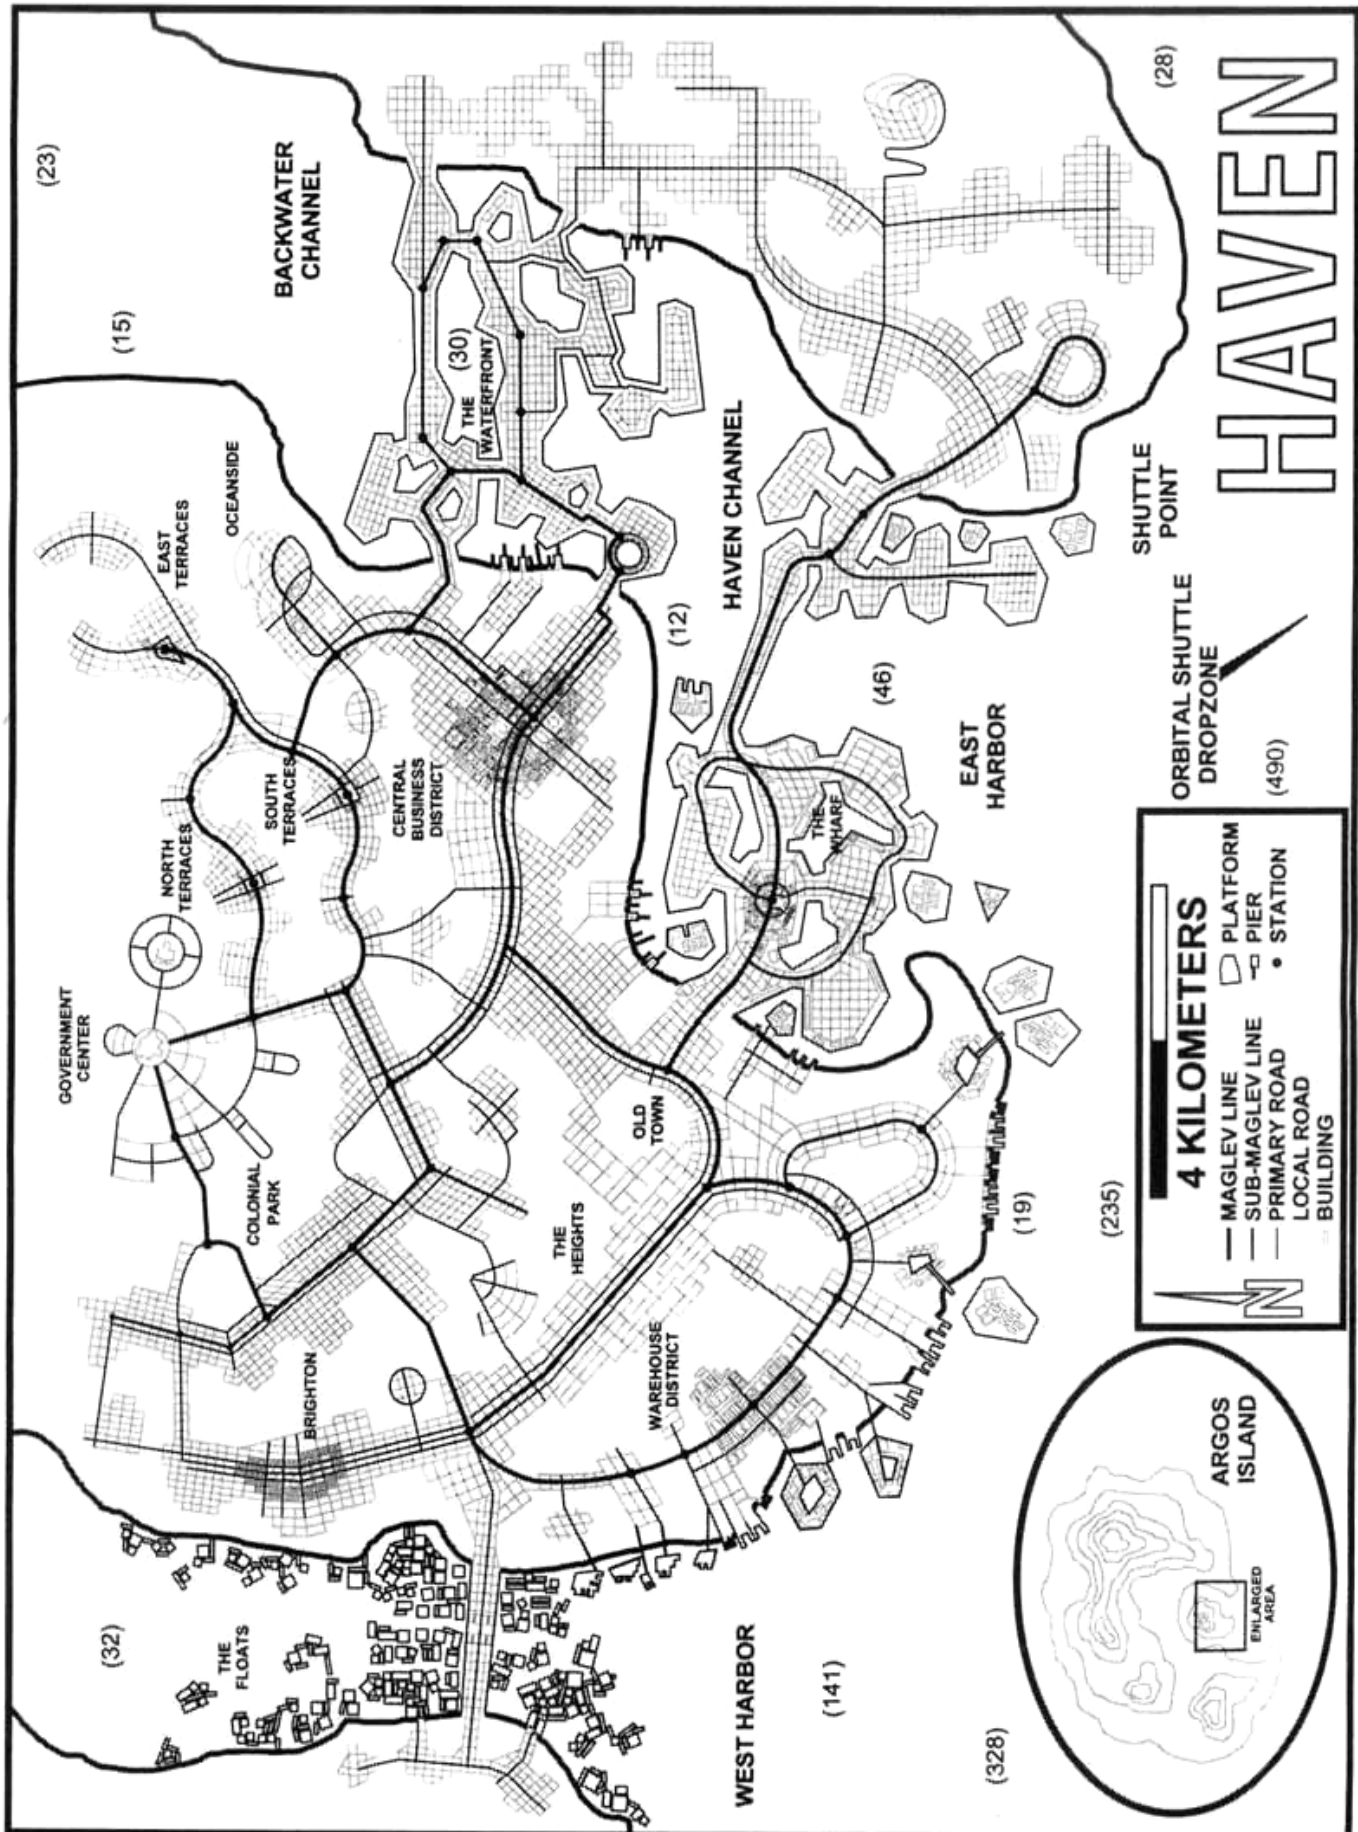 (23)
BACKWATER
CHANNEL
(15)
(28)
HAVEN
(30)
THE
WATERFRONT
OCEANSIDE
EAST
TERRACES
HAVEN CHANNEL
SHUTTLE
POINT
(12)
ORBITAL SHUTTLE
DROPZONE
(46)
EAST
HARBOR
(490)
SOUTH
TERRACES
CENTRAL
BUSINESS
DISTRICT
THE
WHARF
NORTH
TERRACES
GOVERNMENT
CENTER
OLD
TOWN
COLONIAL
PARK
THE
HEIGHTS
(19)
(235)
4 KILOMETERS
MAGLEV LINE
SUB-MAGLEV LINE
PRIMARY ROAD
LOCAL ROAD
BUILDING
PLATFORM
PIER
STATION
N
BRIGHTON
WAREHOUSE
DISTRICT
ARGOS
ISLAND
ENLARGED
AREA
(32)
THE
FLOATS
WEST HARBOR
(141)
(328)